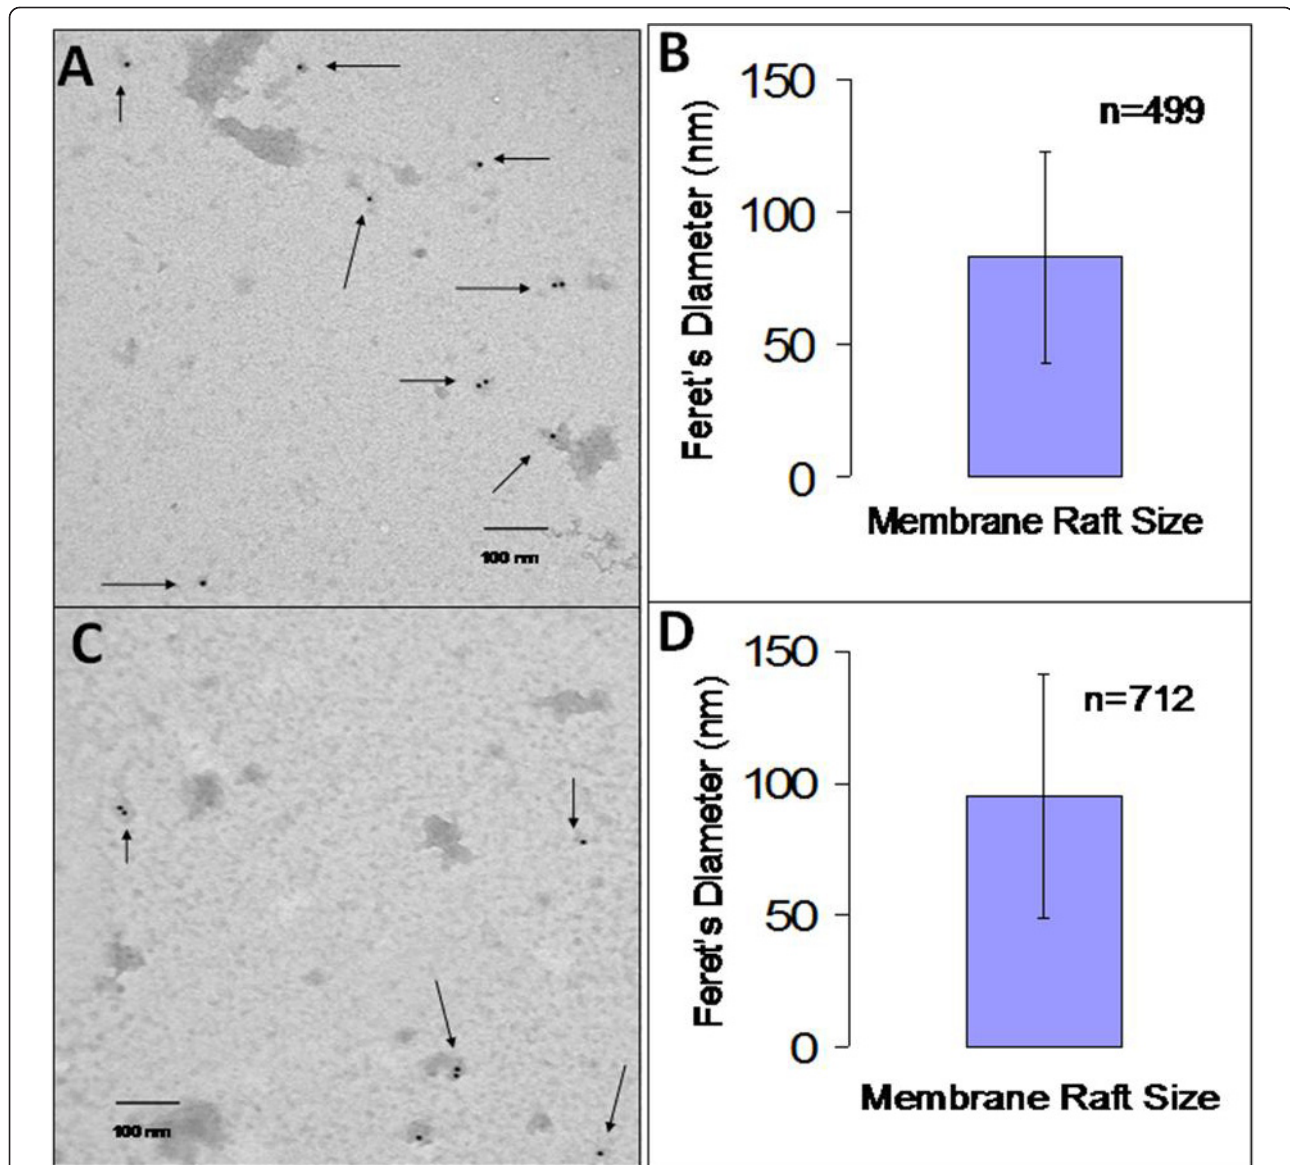 A
100 nm
B
150
n=499
100
50
0
Feret's Diameter (nm)
Membrane Raft Size
C
100 nm
D
150
n=712
100
50
0
Feret's Diameter (nm)
Membrane Raft Size